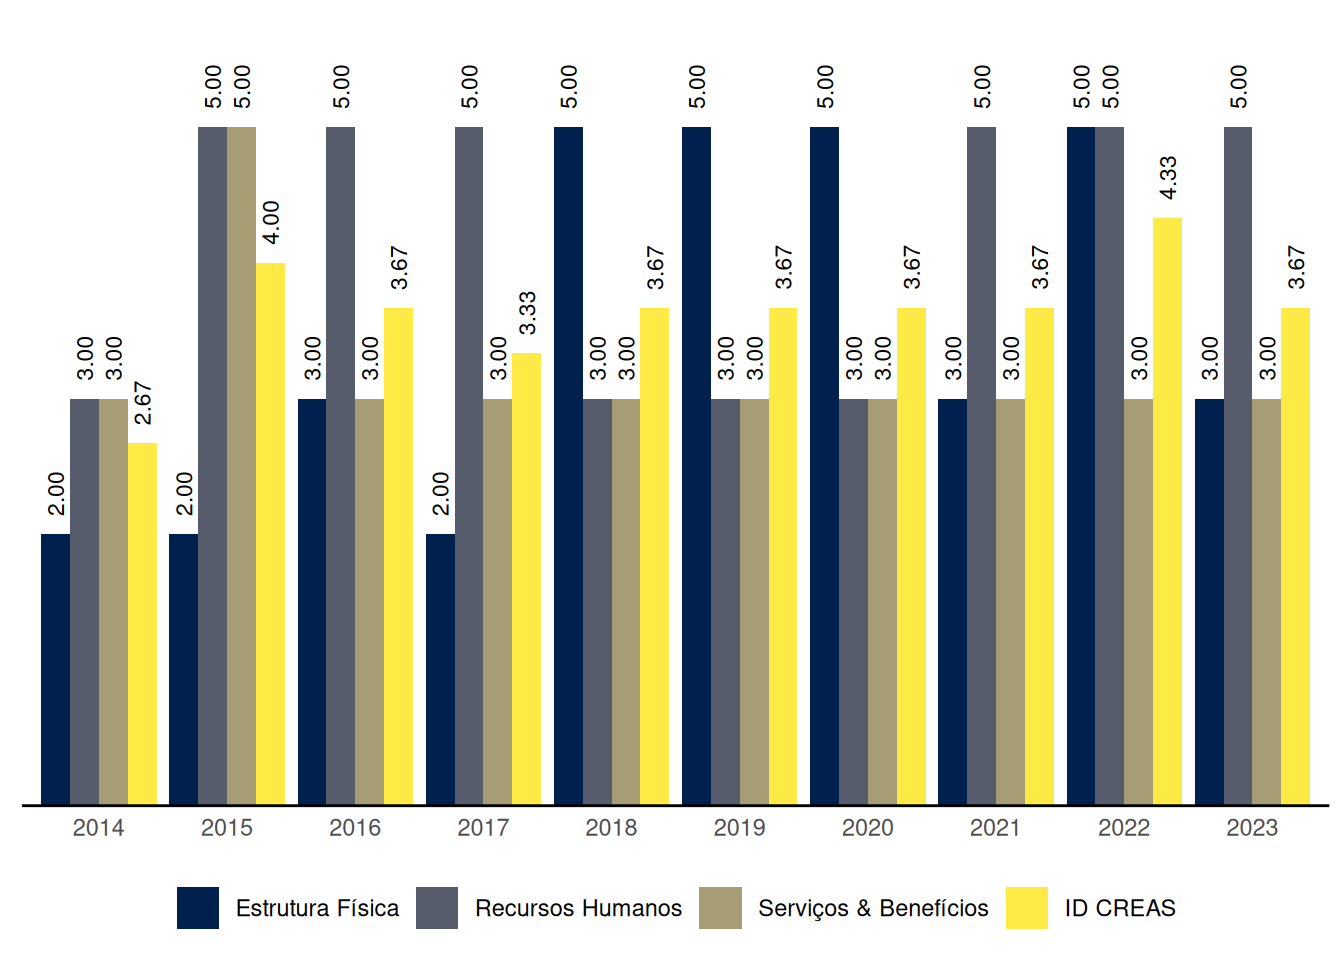 2.00 3.00 3.00 2.67 2.00 5.00 5.00 4.00 3.00 5.00 3.00 3.67 2.00 5.00 3.00 3.33 5.00 3.00 3.00 3.67 5.00 3.00 3.00 3.67 5.00 3.00 3.00 3.67 3.00 5.00 3.00 3.67 5.00 5.00 3.00 4.33 3.00 5.00 3.00 3.67
2014 2015 2016 2017 2018 2019 2020 2021 2022 2023
Estrutura Física Recursos Humanos Serviços & Benefícios ID CREAS